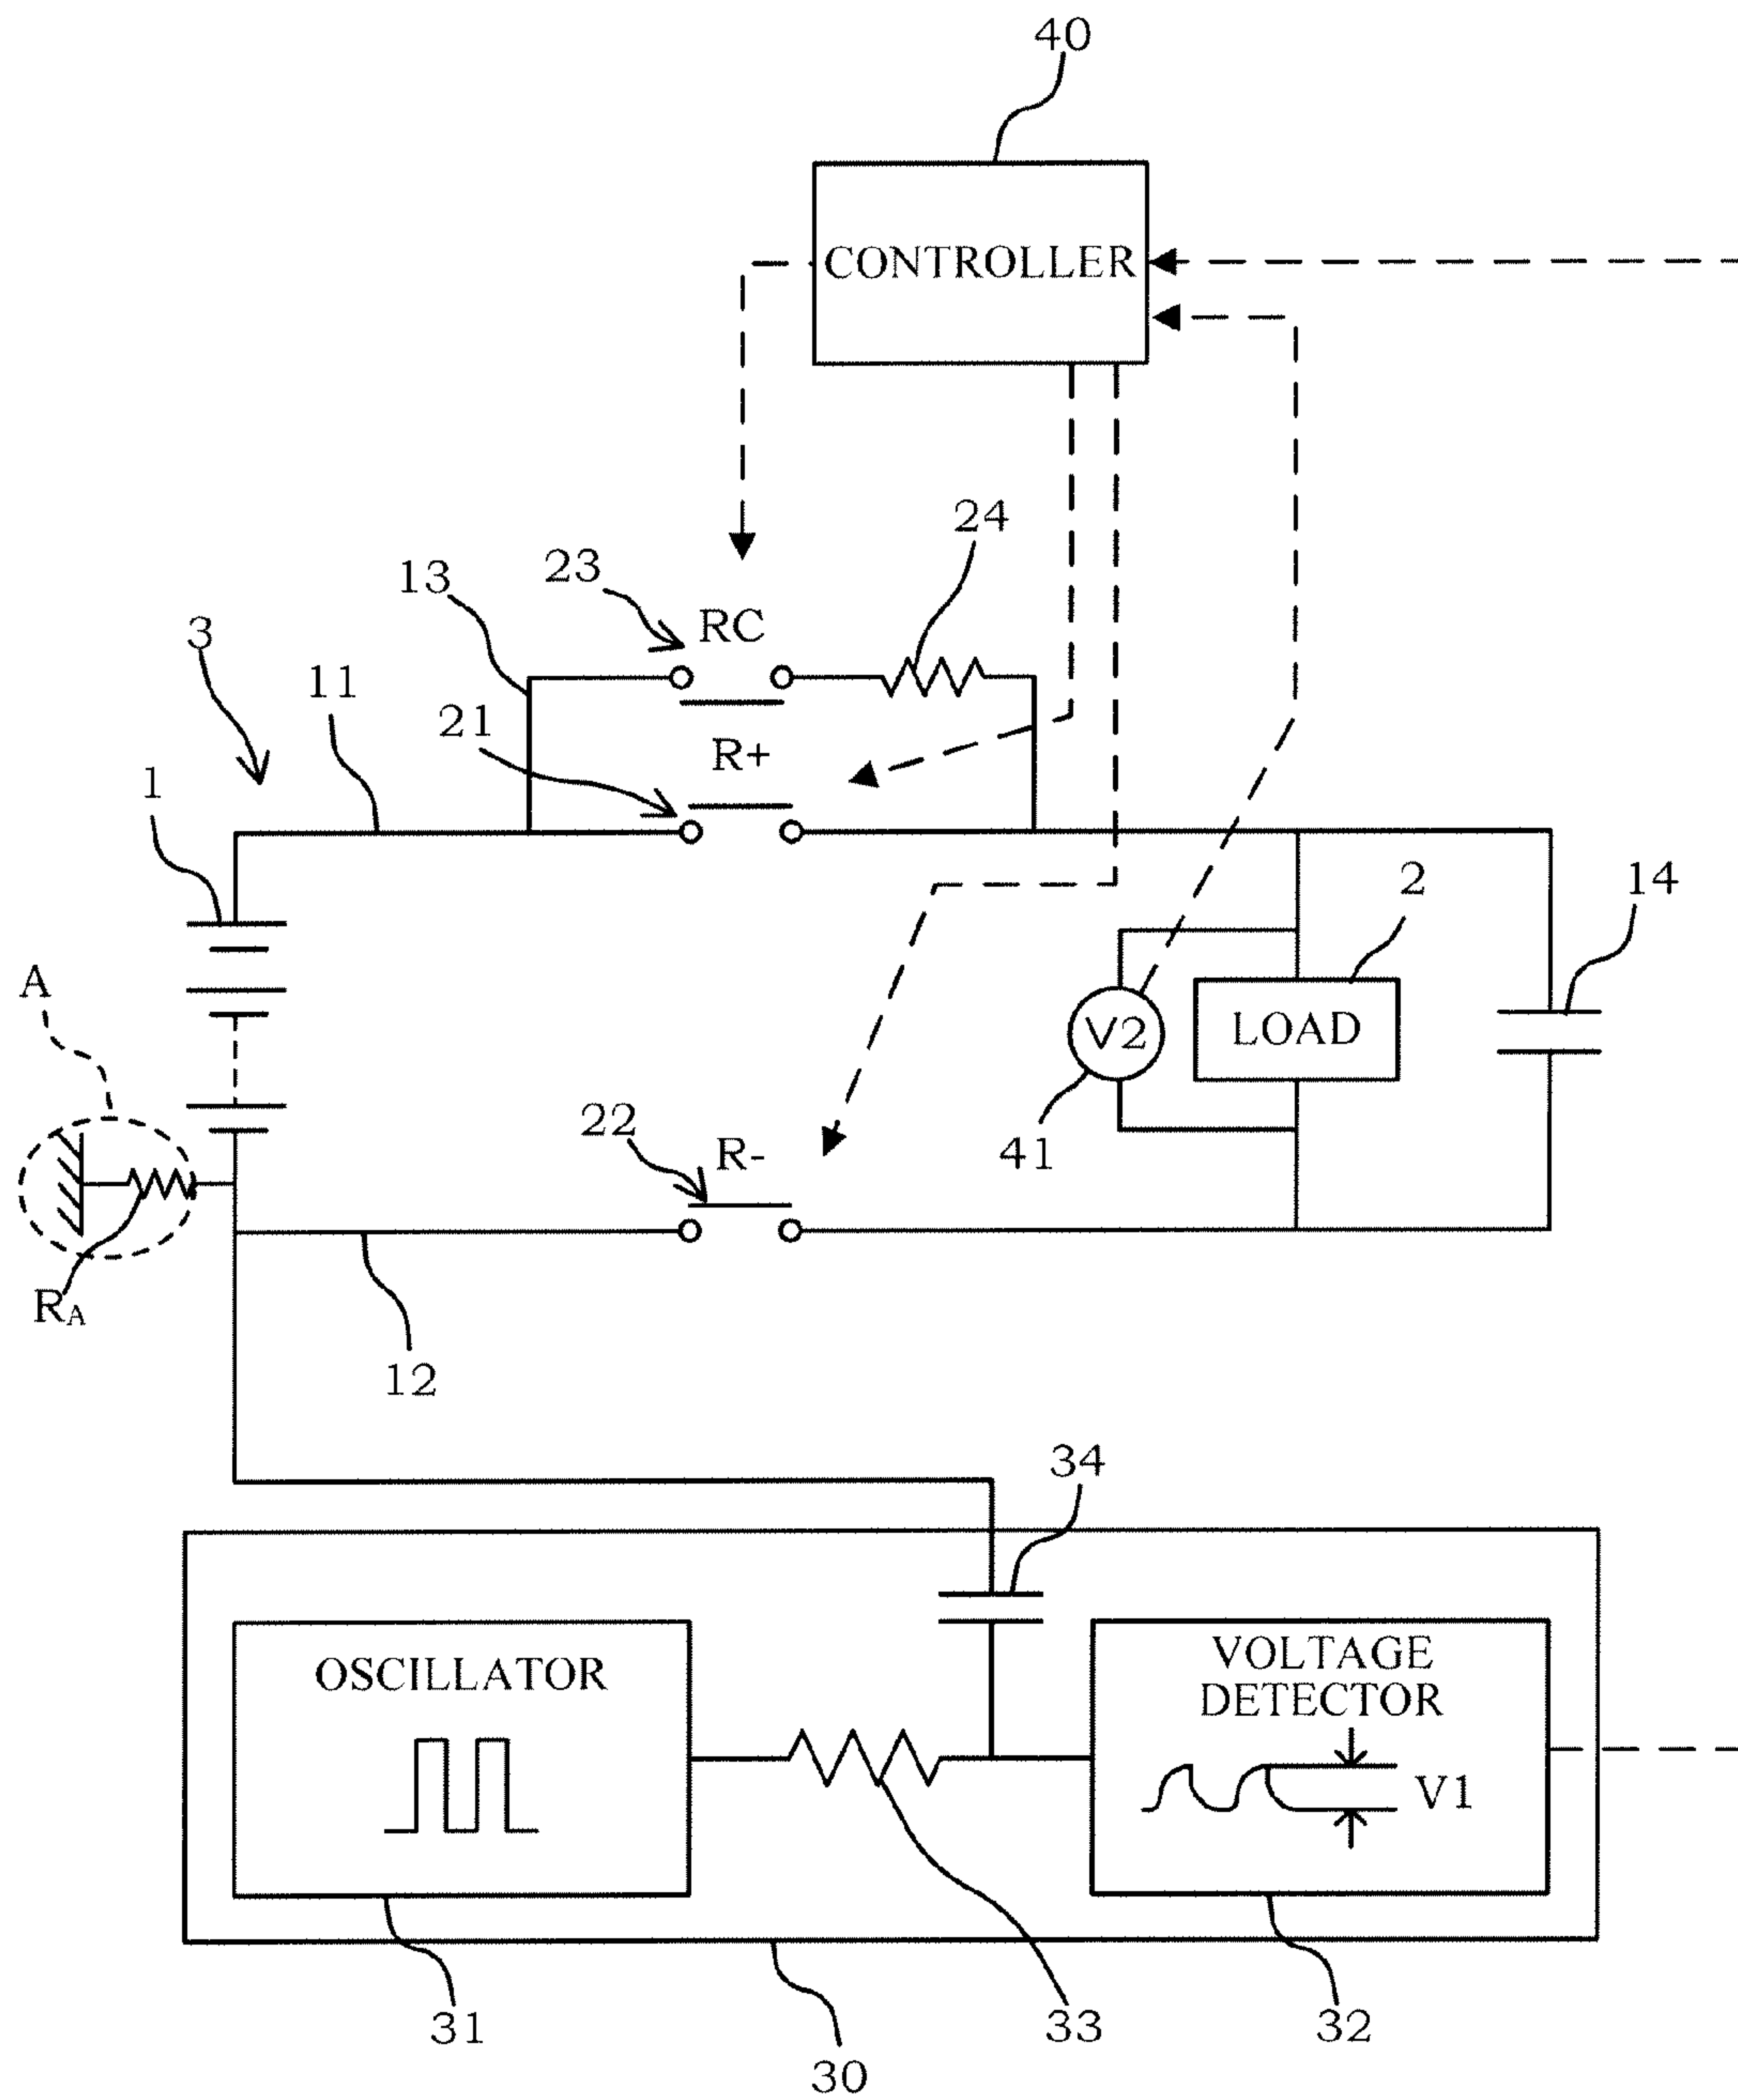 40
CONTROLLER
24
23
13
RC
3
11
21
R+
1
2
14
A
LOAD
V2
22
R-
41
RA
12
34
OSCILLATOR
VOLTAGE
DETECTOR
V1
31
33
32
30